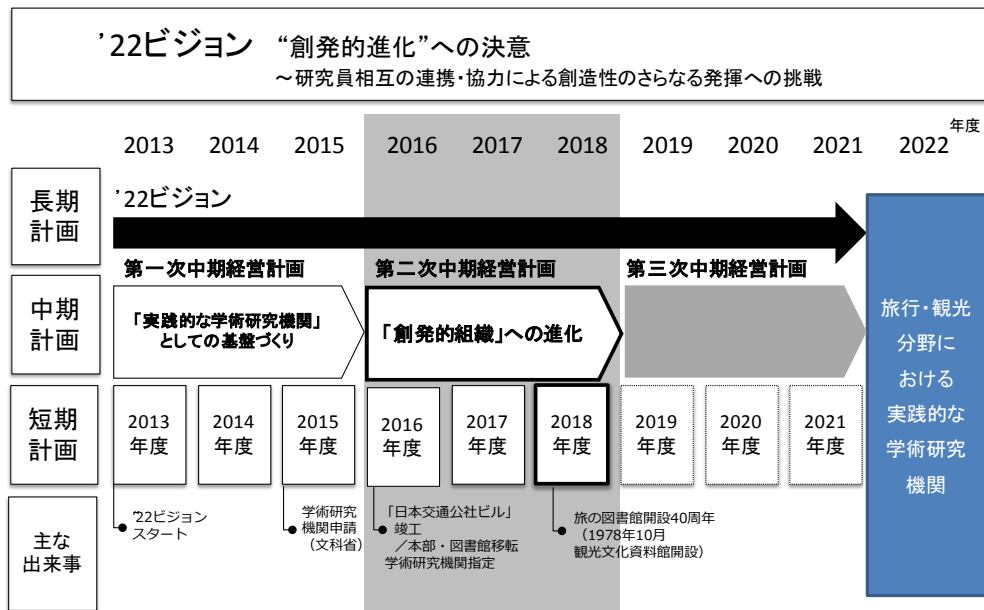 ’22ビジョン “創発的進化”への決意
～研究員相互の連携・協力による創造性のさらなる発揮への挑戦
年度
2013 2014 2015 2016 2017 2018 2019 2020 2021 2022
長期
計画
’22ビジョン
中期
計画
第一次中期経営計画
「実践的な学術研究機関」
としての基盤づくり
第二次中期経営計画
「創発的組織」への進化
第三次中期経営計画
短期
計画
2013
年度
2014
年度
2015
年度
2016
年度
2017
年度
2018
年度
2019
年度
2020
年度
2021
年度
旅行・観光
分野に
おける
実践的な
学術研究
機関
主な
出来事
’22ビジョン
スタート
学術研究
機関申請
（文科省）
「日本交通公社ビル」
竣工
／本部・図書館移転
学術研究機関指定
旅の図書館開設40周年
（1978年10月
観光文化資料館開設）